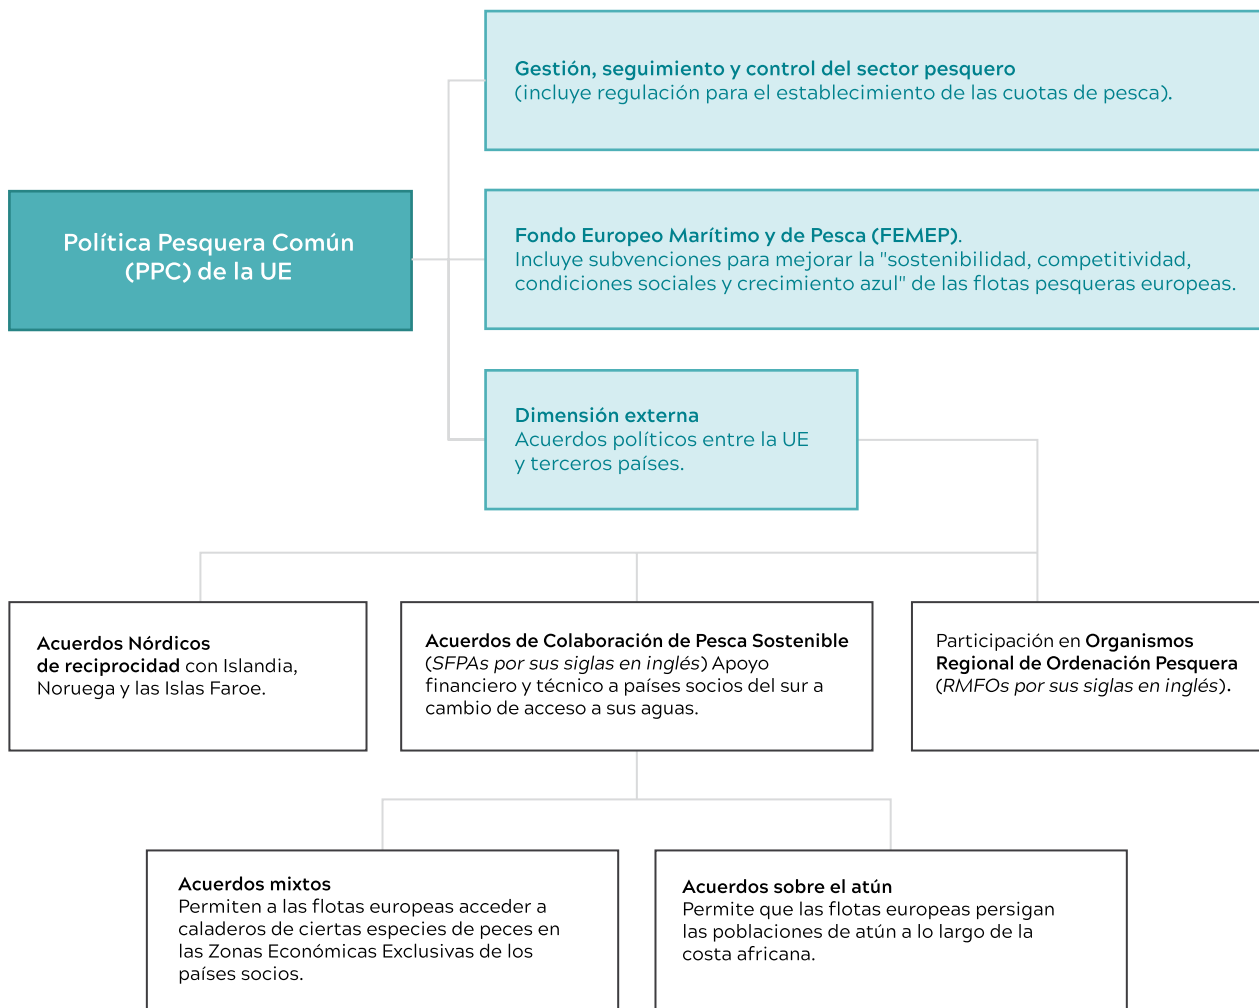 Gestión, seguimiento y control del sector pesquero
(incluye regulación para el establecimiento de las cuotas de pesca).
Política Pesquera Común
(PPC) de la UE
Fondo Europeo Marítimo y de Pesca (FEMEP).
Incluye subvenciones para mejorar la "sostenibilidad, competitividad,
condiciones sociales y crecimiento azul" de las flotas pesqueras europeas.
Dimensión externa
Acuerdos políticos entre la UE
y terceros países.
Acuerdos Nórdicos
de reciprocidad con Islandia,
Noruega y las Islas Faroe.
Acuerdos de Colaboración de Pesca Sostenible
(SFPAs por sus siglas en inglés) Apoyo
financiero y técnico a países socios del sur a
cambio de acceso a sus aguas.
Participación en Organismos
Regional de Ordenación Pesquera
(RMFOs por sus siglas en inglés).
Acuerdos mixtos
Permiten a las flotas europeas acceder a
caladeros de ciertas especies de peces en
las Zonas Económicas Exclusivas de los
países socios.
Acuerdos sobre el atún
Permite que las flotas europeas persigan
las poblaciones de atún a lo largo de la
costa africana.